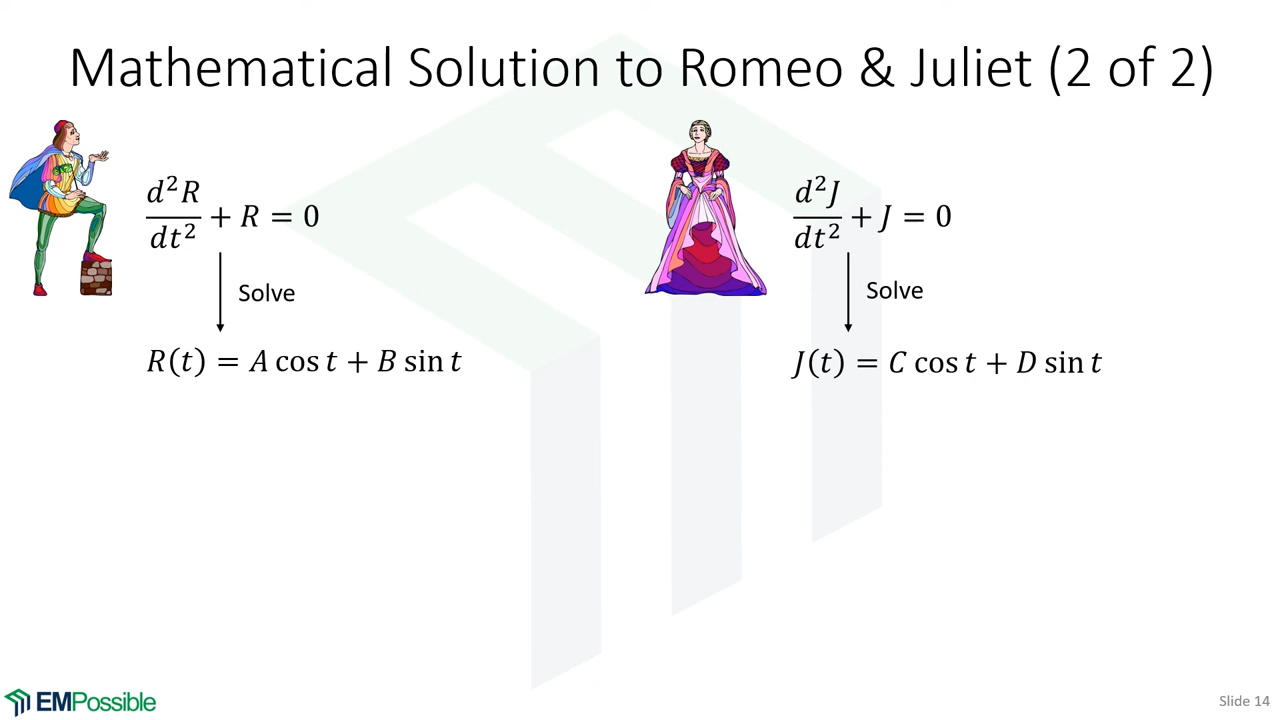 Mathematical Solution to Romeo & Juliet (2 of 2)
d²R/dt² + R = 0
Solve
R(t) = A cos t + B sin t
d²J/dt² + J = 0
Solve
J(t) = C cos t + D sin t
EMPossible
Slide 14